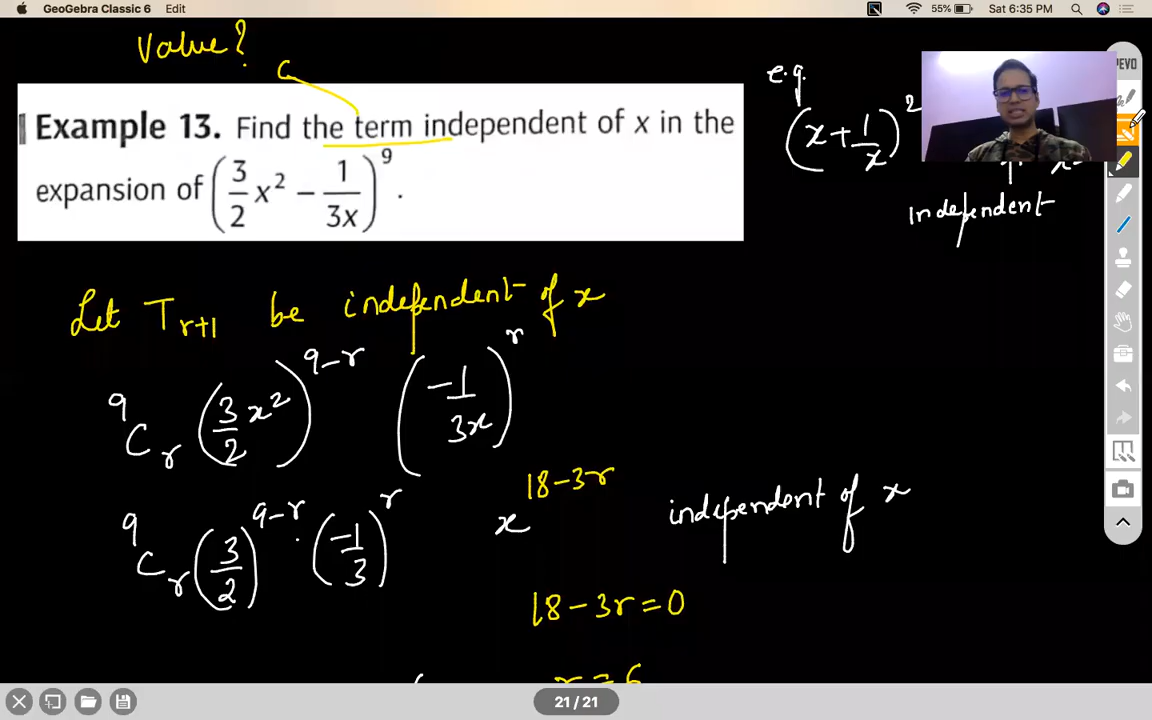 GeoGebra Classic 6 Edit 55% Sat 6:35 PM
Value?
Example 13. Find the term independent of x in the
expansion of (3/2 x² − 1/3x)⁹.
e.g.
(x + 1/x)²
independent
Let Tᵣ₊₁ be independent of x
⁹Cᵣ (3/2 x²)⁹⁻ʳ (−1/3x)ʳ
⁹Cᵣ (3/2)⁹⁻ʳ (−1/3)ʳ x¹⁸⁻³ʳ independent of x
18 − 3r = 0
r = 6
21 / 21